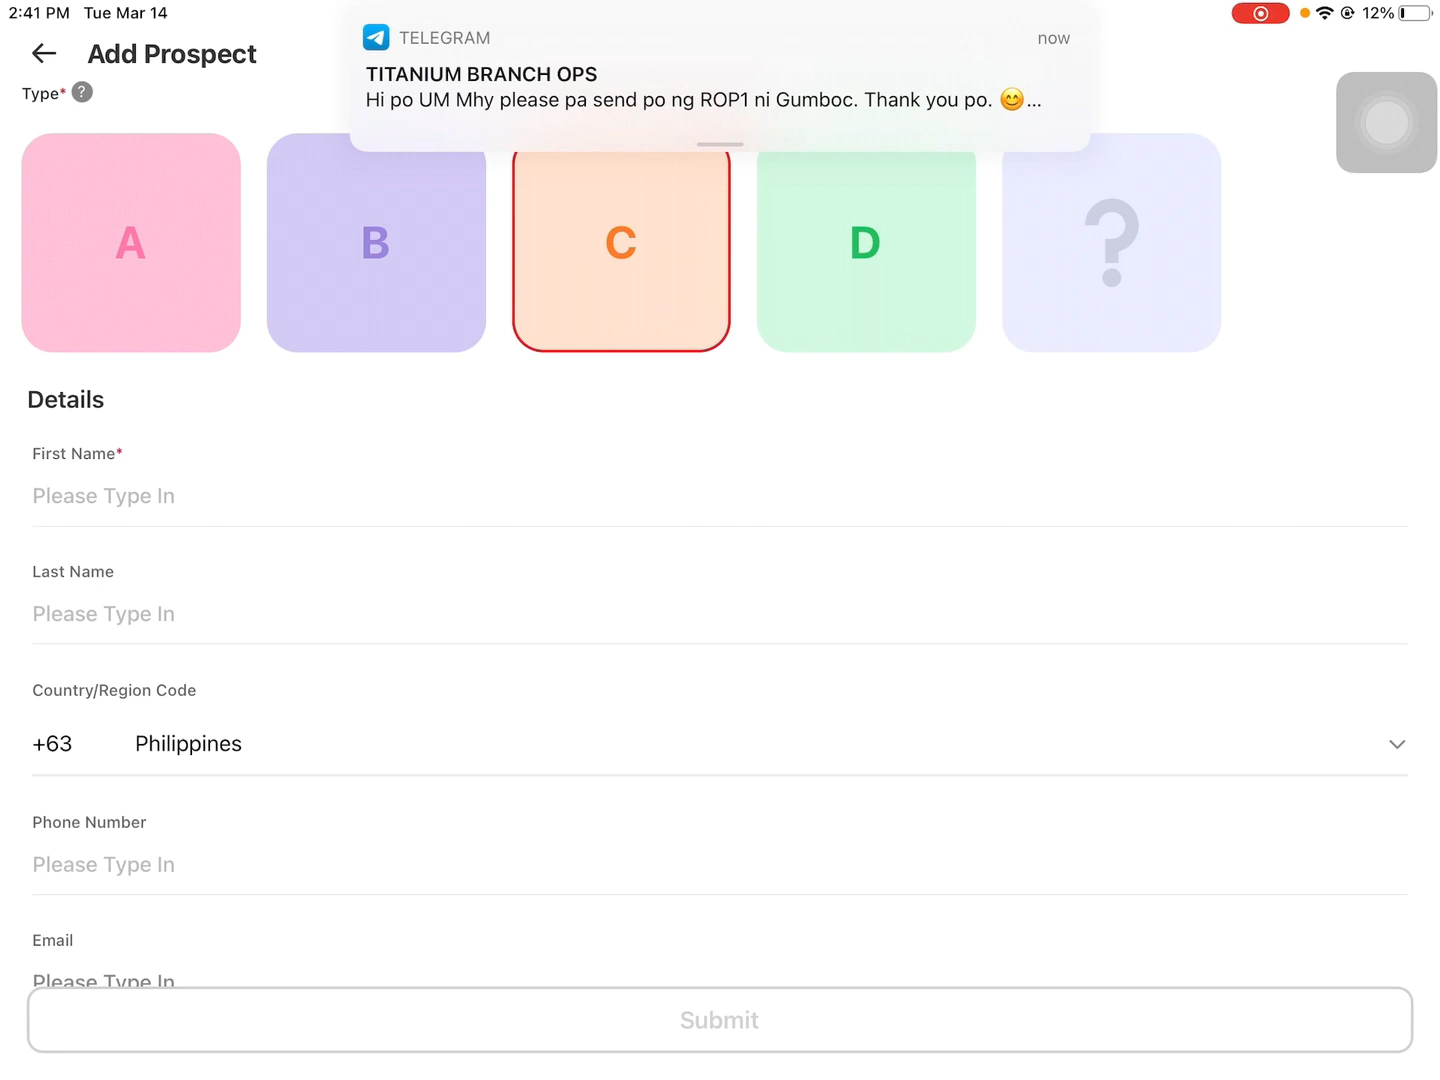 2:41 PM Tue Mar 14
12%
Add Prospect
Type* ?
TELEGRAM
now
TITANIUM BRANCH OPS
Hi po UM Mhy please pa send po ng ROP1 ni Gumboc. Thank you po. 😊...
A
B
C
D
?
Details
First Name*
Please Type In
Last Name
Please Type In
Country/Region Code
+63 Philippines
Phone Number
Please Type In
Email
Please Type In
Submit